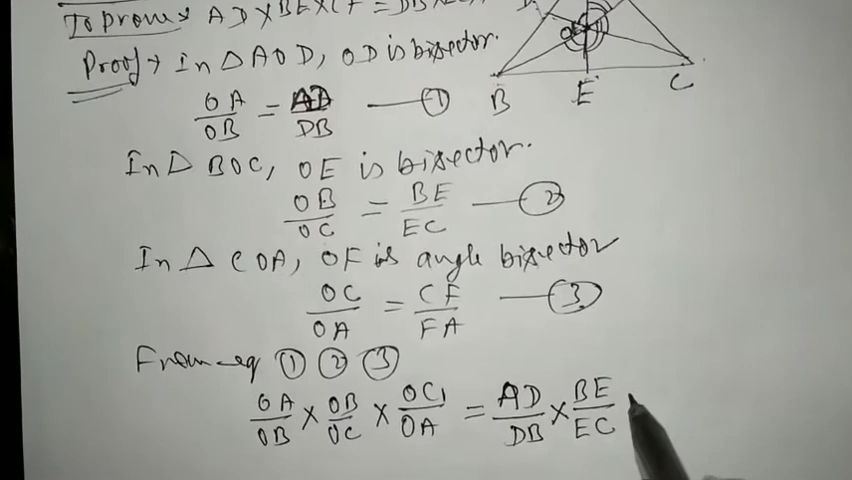 To prove → AD × BE × CF = DB ×
Proof → In △AOD, OD is bisector.
OA/OB = AD/DB —— ①
B E C
In △ BOC, OE is bisector.
OB/OC = BE/EC —— ②
In △ COA, OF is angle bisector
OC/OA = CF/FA —— ③
From eq ① ② ③
OA/OB × OB/OC × OC/OA = AD/DB × BE/EC